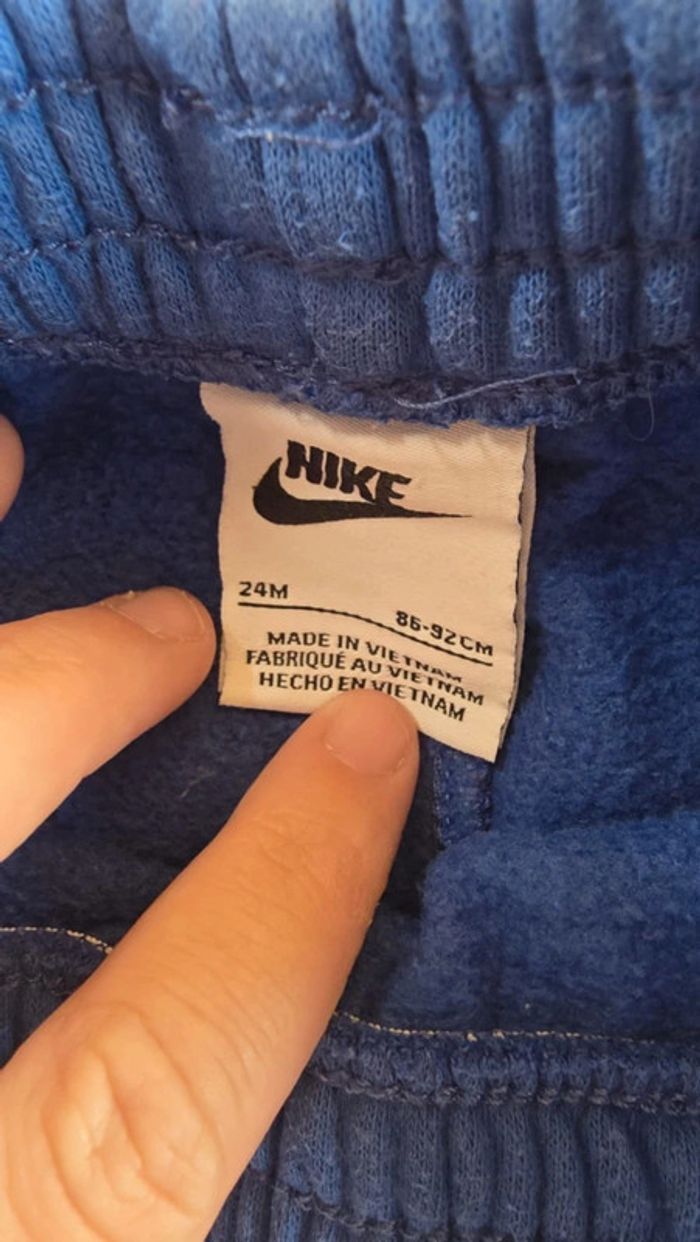 NIKE
24M
86-92CM
MADE IN VIETNAM
FABRIQUÉ AU VIETNAM
HECHO EN VIETNAM